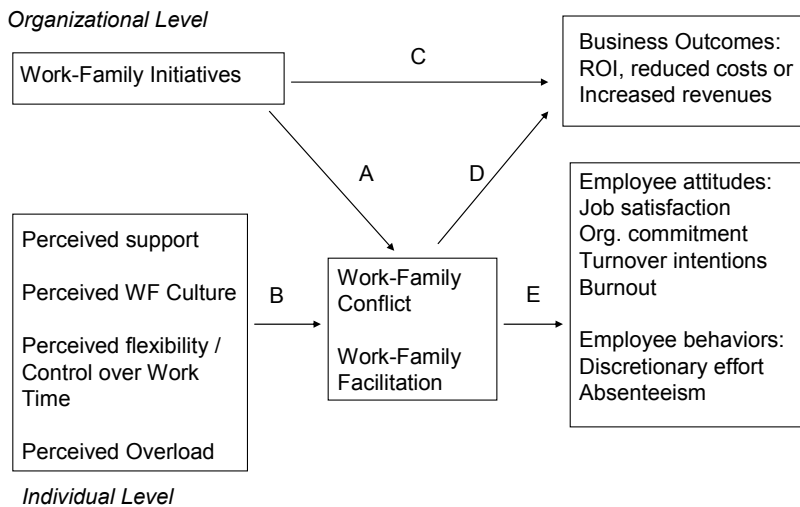 Organizational Level
Work-Family Initiatives
C
Business Outcomes:
ROI, reduced costs or
Increased revenues
A
D
Perceived support
Perceived WF Culture
Perceived flexibility /
Control over Work
Time
Perceived Overload
B
Work-Family
Conflict
Work-Family
Facilitation
E
Employee attitudes:
Job satisfaction
Org. commitment
Turnover intentions
Burnout
Employee behaviors:
Discretionary effort
Absenteeism
Individual Level